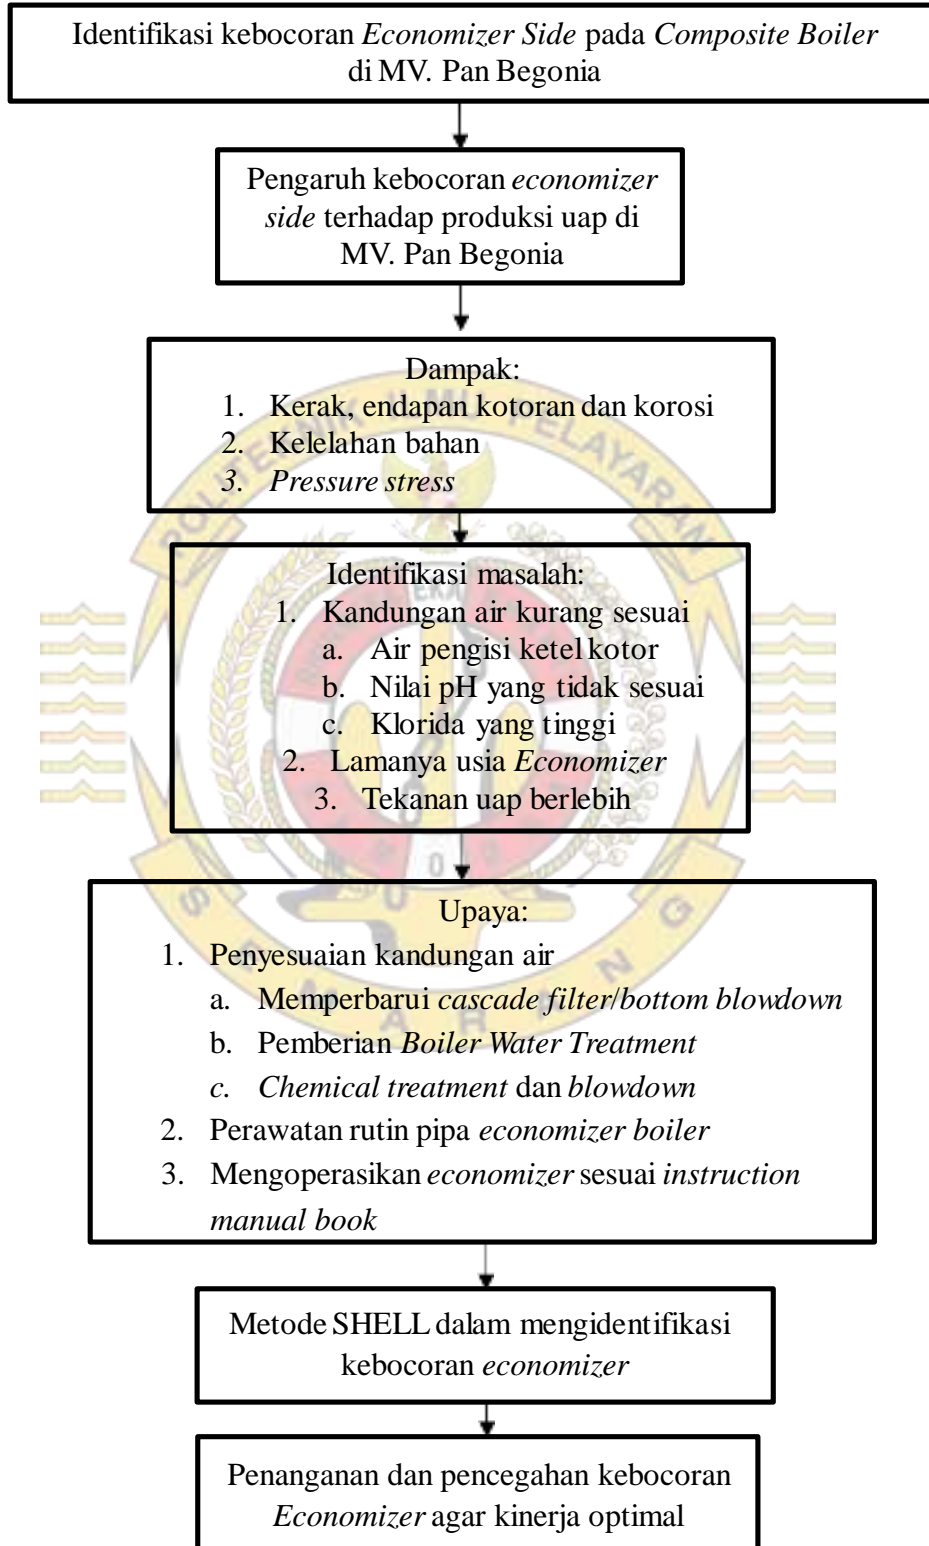 Identifikasi kebocoran Economizer Side pada Composite Boiler
di MV. Pan Begonia
Pengaruh kebocoran economizer
side terhadap produksi uap di
MV. Pan Begonia
Dampak:
1. Kerak, endapan kotoran dan korosi
2. Kelelahan bahan
3. Pressure stress
Identifikasi masalah:
1. Kandungan air kurang sesuai
a. Air pengisi ketel kotor
b. Nilai pH yang tidak sesuai
c. Klorida yang tinggi
2. Lamanya usia Economizer
3. Tekanan uap berlebih
Upaya:
1. Penyesuaian kandungan air
a. Memperbarui cascade filter/bottom blowdown
b. Pemberian Boiler Water Treatment
c. Chemical treatment dan blowdown
2. Perawatan rutin pipa economizer boiler
3. Mengoperasikan economizer sesuai instruction
manual book
Metode SHELL dalam mengidentifikasi
kebocoran economizer
Penanganan dan pencegahan kebocoran
Economizer agar kinerja optimal
POLITEKNIK ILMU PELAYARAN
SEMARANG